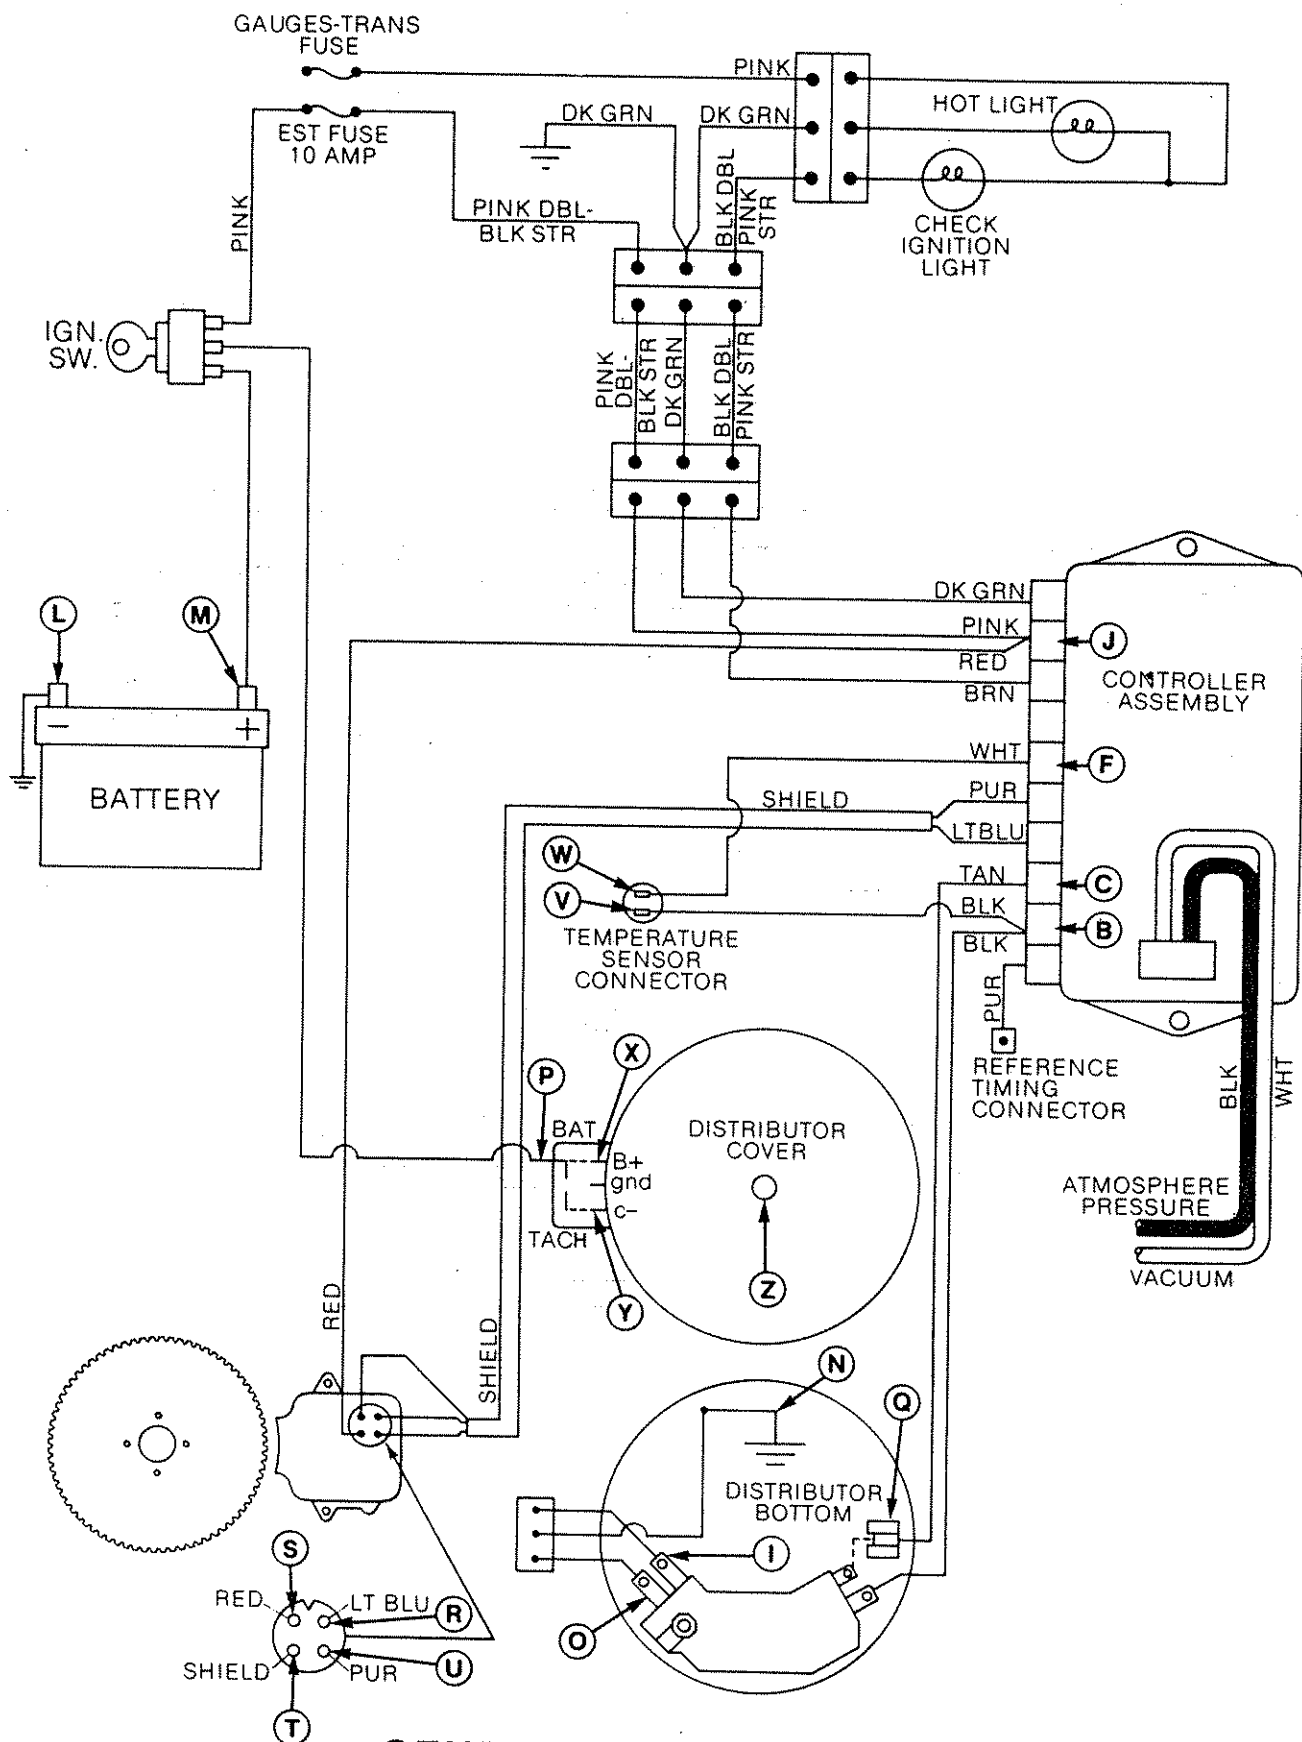 GAUGES-TRANS
FUSE
PINK
HOT LIGHT
DK GRN
DK GRN
EST FUSE
10 AMP
BLK DBL
PINK
STR
PINK
PINK DBL-
BLK STR
CHECK
IGNITION
LIGHT
IGN.
SW.
PINK
DBL-
BLK STR
DK GRN
BLK DBL
PINK STR
DK GRN
L
M
PINK
J
RED
CONTROLLER
ASSEMBLY
BRN
−
+
WHT
F
BATTERY
SHIELD
PUR
LT BLU
W
TAN
C
V
BLK
B
BLK
TEMPERATURE
SENSOR
CONNECTOR
PUR
X
P
REFERENCE
TIMING
CONNECTOR
BLK
WHT
BAT
DISTRIBUTOR
COVER
B+
gnd
C−
ATMOSPHERE
PRESSURE
TACH
VACUUM
Z
Y
RED
SHIELD
N
Q
DISTRIBUTOR
BOTTOM
S
I
RED
LT BLU
R
O
SHIELD
PUR
U
T